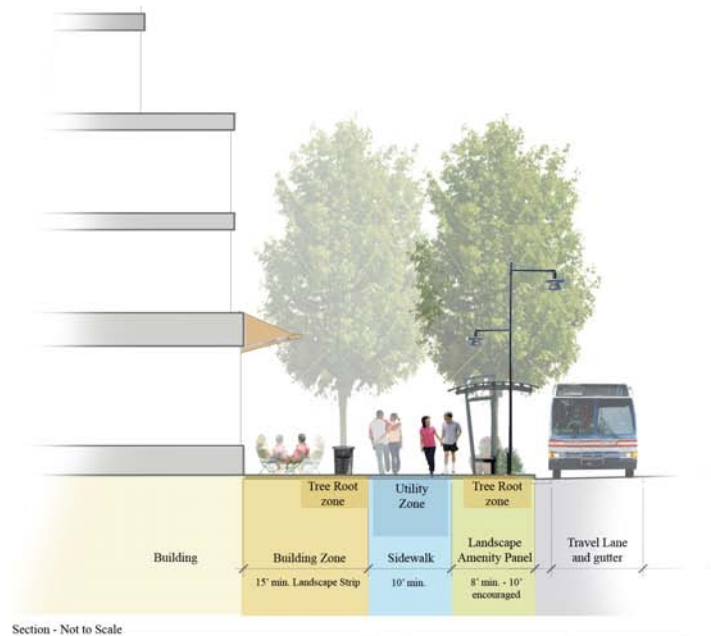 Tree Root
zone
Utility
Zone
Tree Root
zone
Building
Building Zone
Sidewalk
Landscape
Amenity Panel
Travel Lane
and gutter
15' min. Landscape Strip
10' min.
8' min. - 10'
encouraged
Section - Not to Scale